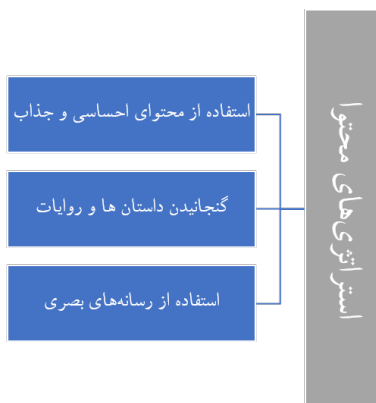 استراتژی‌های محتوا
استفاده از محتوای احساسی و جذاب
گنجانیدن داستان ها و روایات
استفاده از رسانه‌های بصری